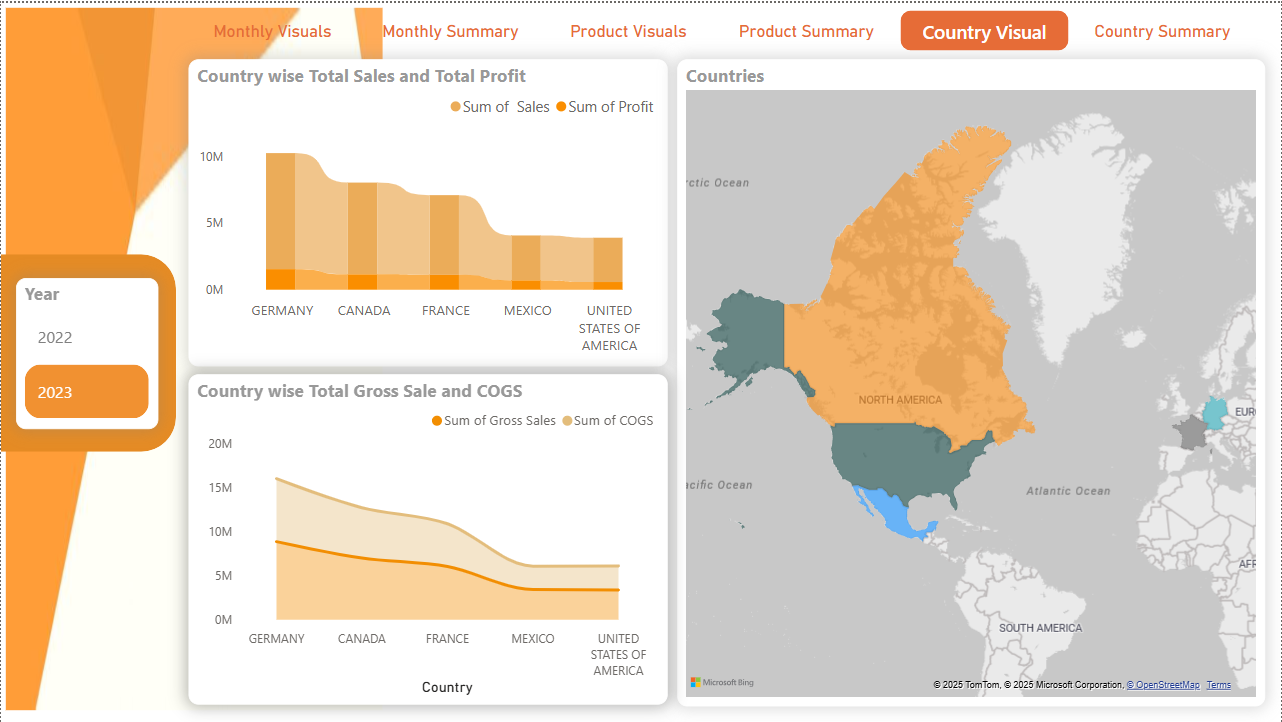 Monthly Visuals
Monthly Summary
Product Visuals
Product Summary
Country Visual
Country Summary
Year
2022
2023
Country wise Total Sales and Total Profit
Sum of  Sales
Sum of Profit
10M
5M
0M
GERMANY
CANADA
FRANCE
MEXICO
UNITED
STATES OF
AMERICA
Country wise Total Gross Sale and COGS
Sum of Gross Sales
Sum of COGS
20M
15M
10M
5M
0M
GERMANY
CANADA
FRANCE
MEXICO
UNITED
STATES OF
AMERICA
Country
Countries
rctic Ocean
NORTH AMERICA
EUR
acific Ocean
Atlantic Ocean
AFR
SOUTH AMERICA
Microsoft Bing
© 2025 TomTom, © 2025 Microsoft Corporation, © OpenStreetMap Terms